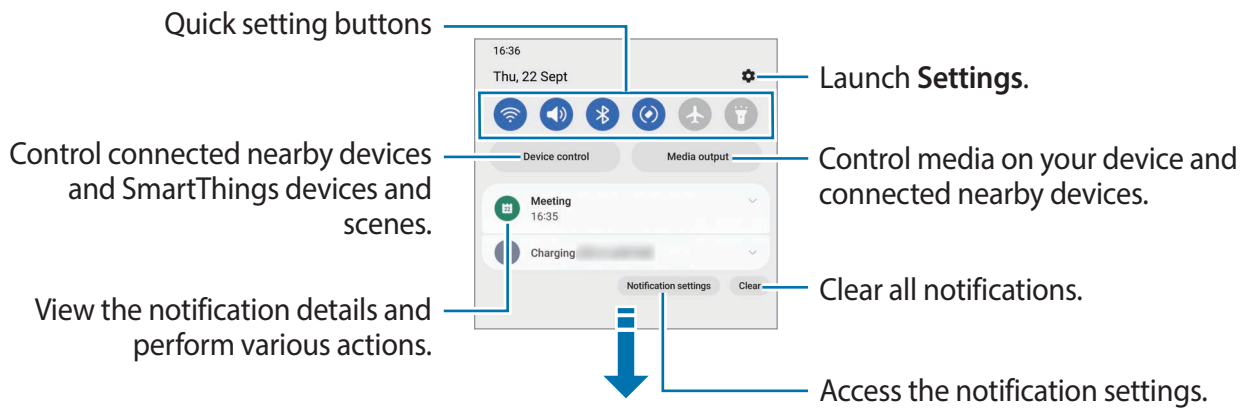 Quick setting buttons
16:36
Thu, 22 Sept
Launch Settings.
Control connected nearby devices
and SmartThings devices and
scenes.
Device control
Media output
Control media on your device and
connected nearby devices.
Meeting
16:35
Charging
View the notification details and
perform various actions.
Notification settings
Clear
Clear all notifications.
Access the notification settings.